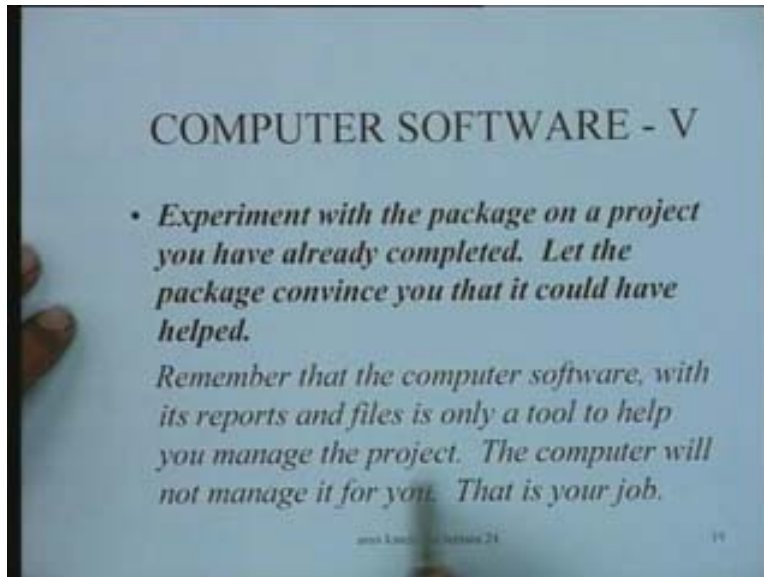 COMPUTER SOFTWARE - V
• Experiment with the package on a project
you have already completed. Let the
package convince you that it could have
helped.
Remember that the computer software, with
its reports and files is only a tool to help
you manage the project. The computer will
not manage it for you. That is your job.
lecture 24